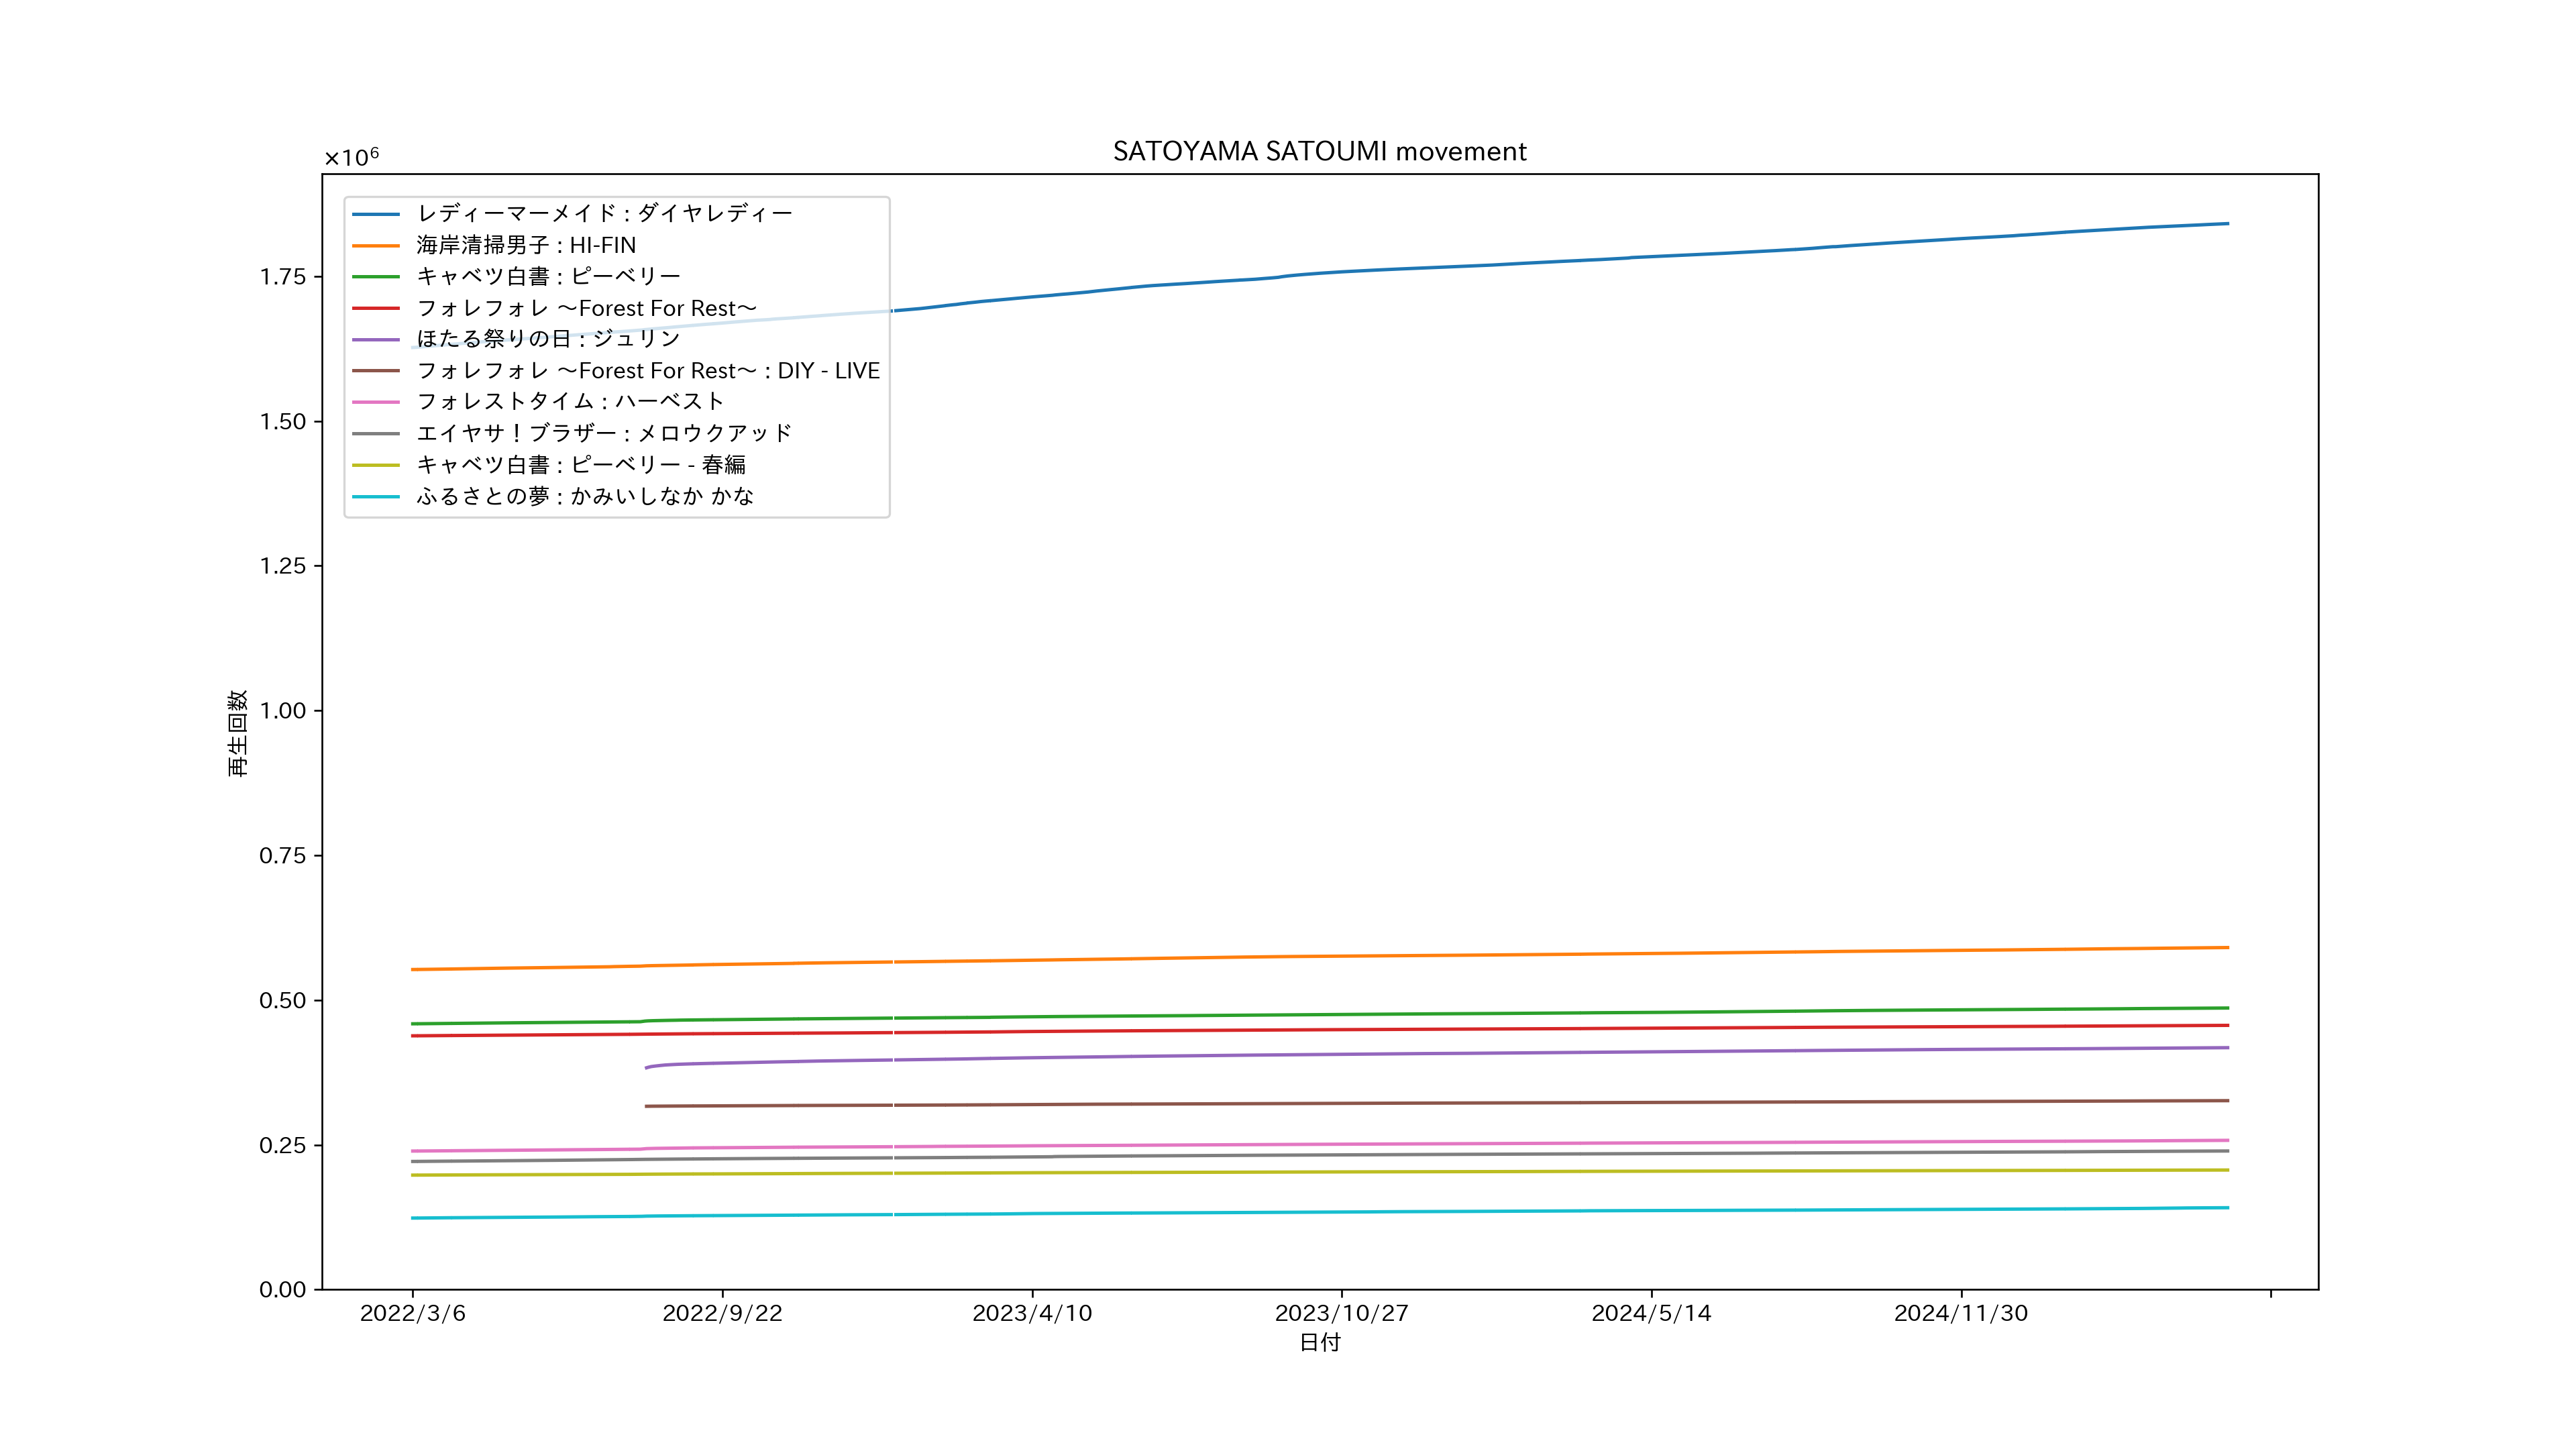 SATOYAMA SATOUMI movement
×10⁶
レディーマーメイド : ダイヤレディー
海岸清掃男子 : HI-FIN
キャベツ白書 : ピーベリー
フォレフォレ ～Forest For Rest～
ほたる祭りの日 : ジュリン
フォレフォレ ～Forest For Rest～ : DIY - LIVE
フォレストタイム : ハーベスト
エイヤサ！ブラザー : メロウクアッド
キャベツ白書 : ピーベリー - 春編
ふるさとの夢 : かみいしなか かな
1.75
1.50
1.25
1.00
0.75
0.50
0.25
0.00
再生回数
2022/3/6 2022/9/22 2023/4/10 2023/10/27 2024/5/14 2024/11/30
日付